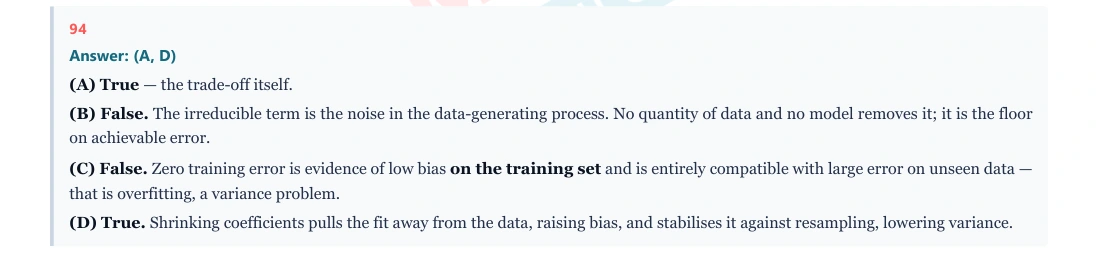 94
Answer: (A, D)
(A) True — the trade-off itself.
(B) False. The irreducible term is the noise in the data-generating process. No quantity of data and no model removes it; it is the floor
on achievable error.
(C) False. Zero training error is evidence of low bias on the training set and is entirely compatible with large error on unseen data —
that is overfitting, a variance problem.
(D) True. Shrinking coefficients pulls the fit away from the data, raising bias, and stabilises it against resampling, lowering variance.